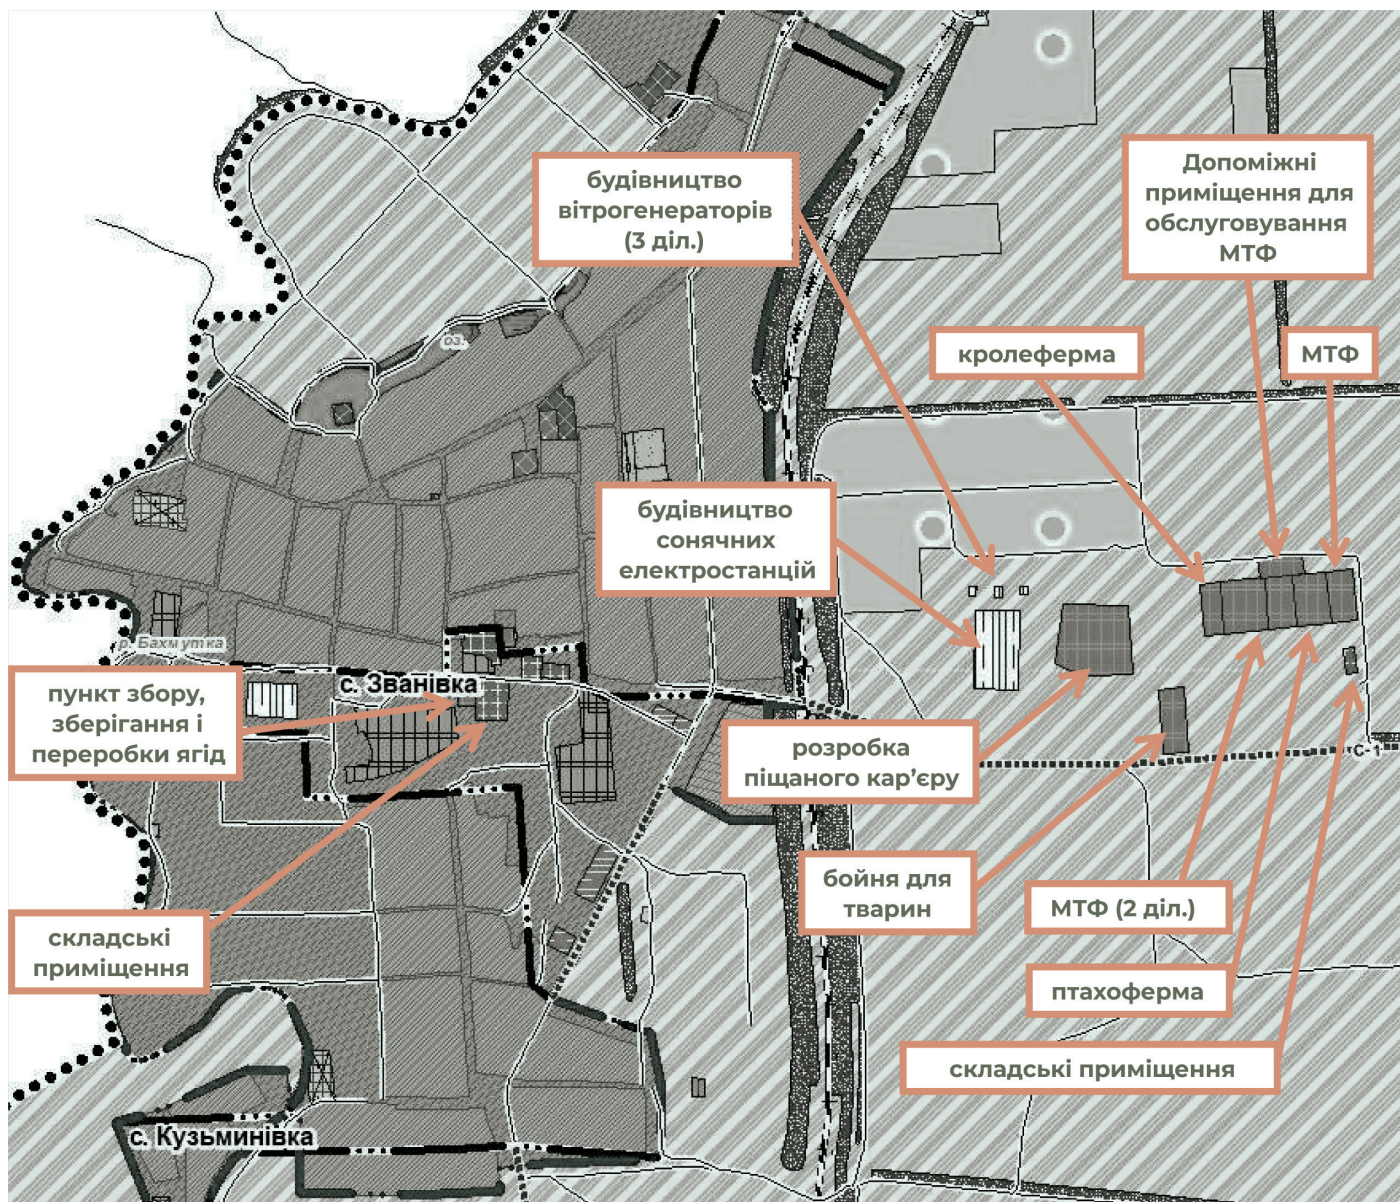 будівництво
вітрогенераторів
(3 діл.)
Допоміжні
приміщення для
обслуговування
МТФ
кролеферма
МТФ
оз.
будівництво
сонячних
електростанцій
р. Бахмутка
с. Званівка
пункт збору,
зберігання і
переробки ягід
розробка
піщаного кар’єру
С-1
бойня для
тварин
МТФ (2 діл.)
складські
приміщення
птахоферма
складські приміщення
с. Кузьминівка